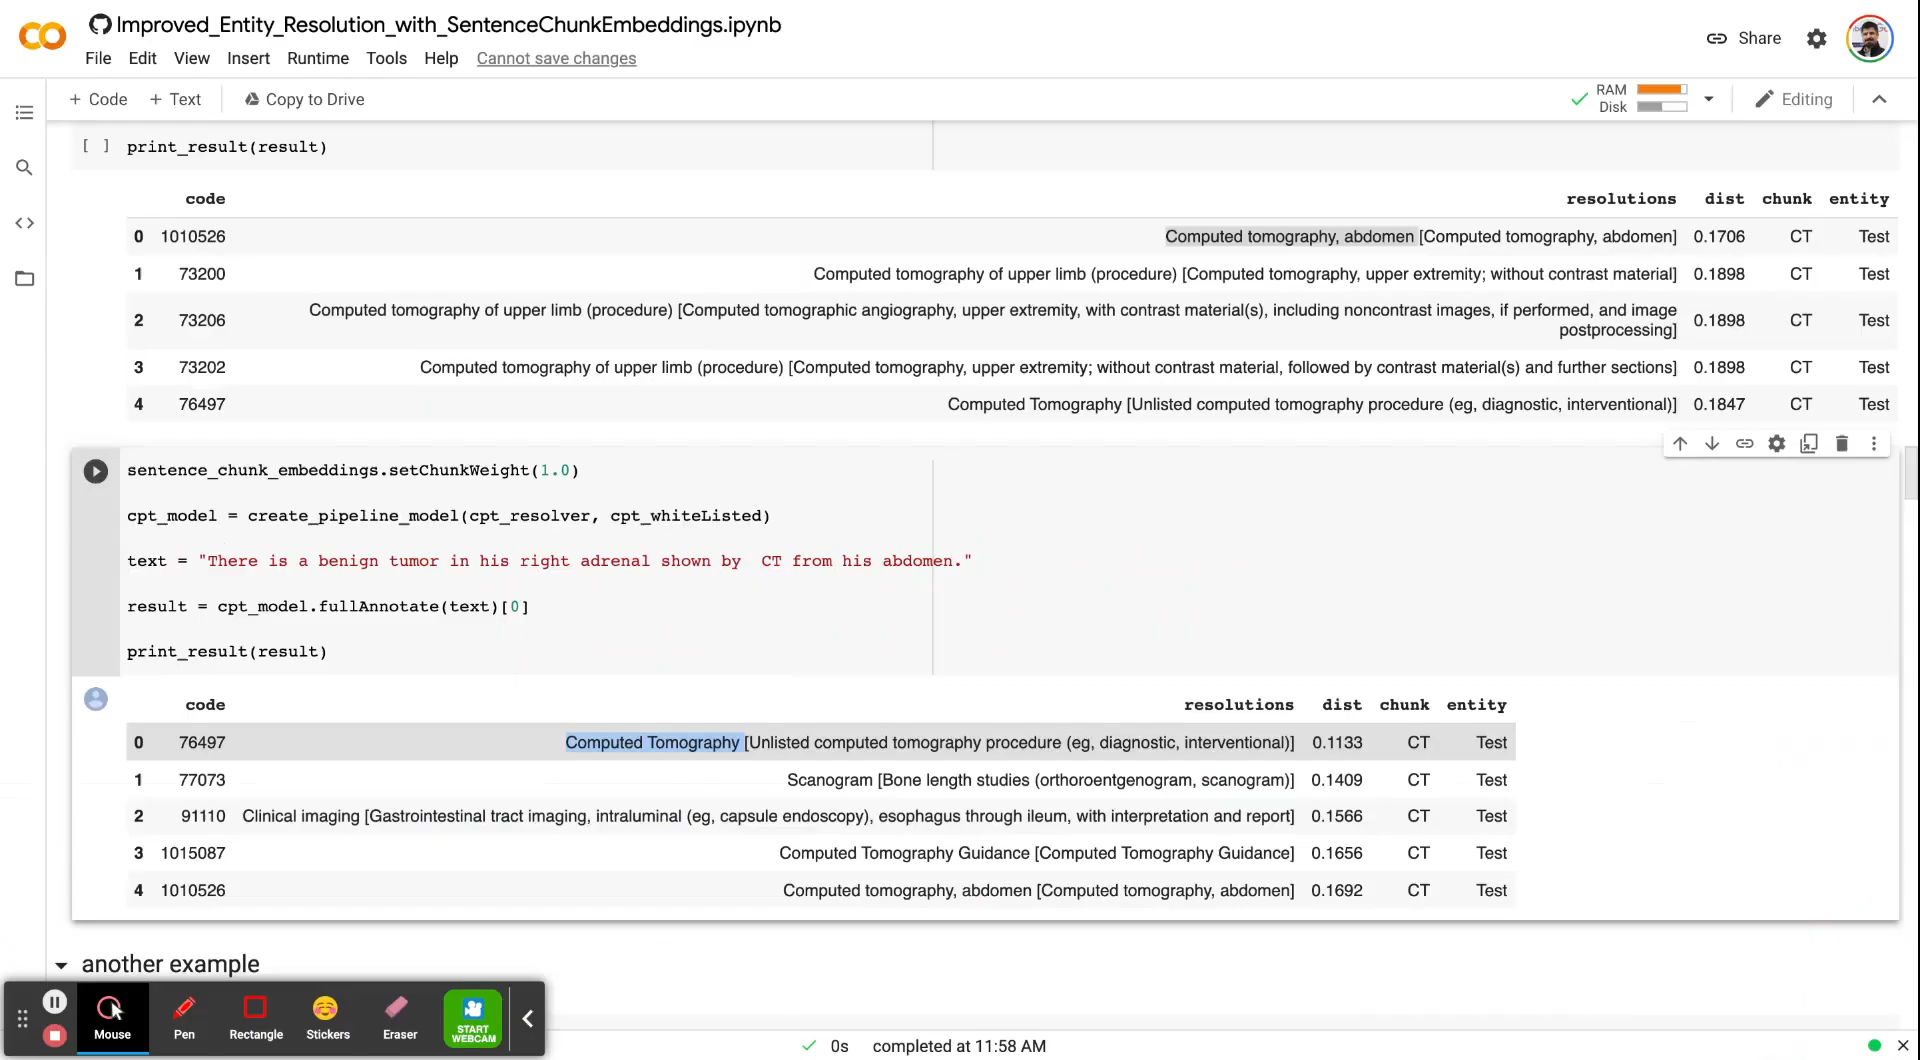 Improved_Entity_Resolution_with_SentenceChunkEmbeddings.ipynb
File Edit View Insert Runtime Tools Help Cannot save changes
Share
+ Code + Text Copy to Drive
RAM
Disk
Editing
[ ] print_result(result)
code resolutions dist chunk entity
0 1010526 Computed tomography, abdomen [Computed tomography, abdomen] 0.1706 CT Test
1 73200 Computed tomography of upper limb (procedure) [Computed tomography, upper extremity; without contrast material] 0.1898 CT Test
2 73206 Computed tomography of upper limb (procedure) [Computed tomographic angiography, upper extremity, with contrast material(s), including noncontrast images, if performed, and image
postprocessing] 0.1898 CT Test
3 73202 Computed tomography of upper limb (procedure) [Computed tomography, upper extremity; without contrast material, followed by contrast material(s) and further sections] 0.1898 CT Test
4 76497 Computed Tomography [Unlisted computed tomography procedure (eg, diagnostic, interventional)] 0.1847 CT Test
sentence_chunk_embeddings.setChunkWeight(1.0)
cpt_model = create_pipeline_model(cpt_resolver, cpt_whiteListed)
text = "There is a benign tumor in his right adrenal shown by  CT from his abdomen."
result = cpt_model.fullAnnotate(text)[0]
print_result(result)
code resolutions dist chunk entity
0 76497 Computed Tomography [Unlisted computed tomography procedure (eg, diagnostic, interventional)] 0.1133 CT Test
1 77073 Scanogram [Bone length studies (orthoroentgenogram, scanogram)] 0.1409 CT Test
2 91110 Clinical imaging [Gastrointestinal tract imaging, intraluminal (eg, capsule endoscopy), esophagus through ileum, with interpretation and report] 0.1566 CT Test
3 1015087 Computed Tomography Guidance [Computed Tomography Guidance] 0.1656 CT Test
4 1010526 Computed tomography, abdomen [Computed tomography, abdomen] 0.1692 CT Test
another example
Mouse Pen Rectangle Stickers Eraser START
WEBCAM
0s completed at 11:58 AM